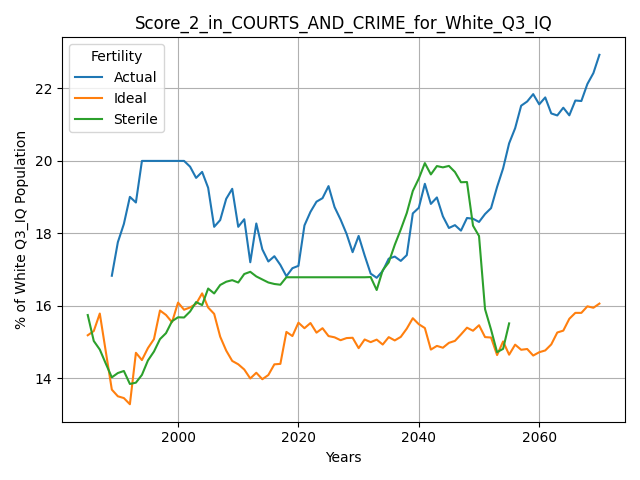 Score_2_in_COURTS_AND_CRIME_for_White_Q3_IQ
Fertility
Actual
Ideal
Sterile
% of White Q3_IQ Population
22
20
18
16
14
2000
2020
2040
2060
Years